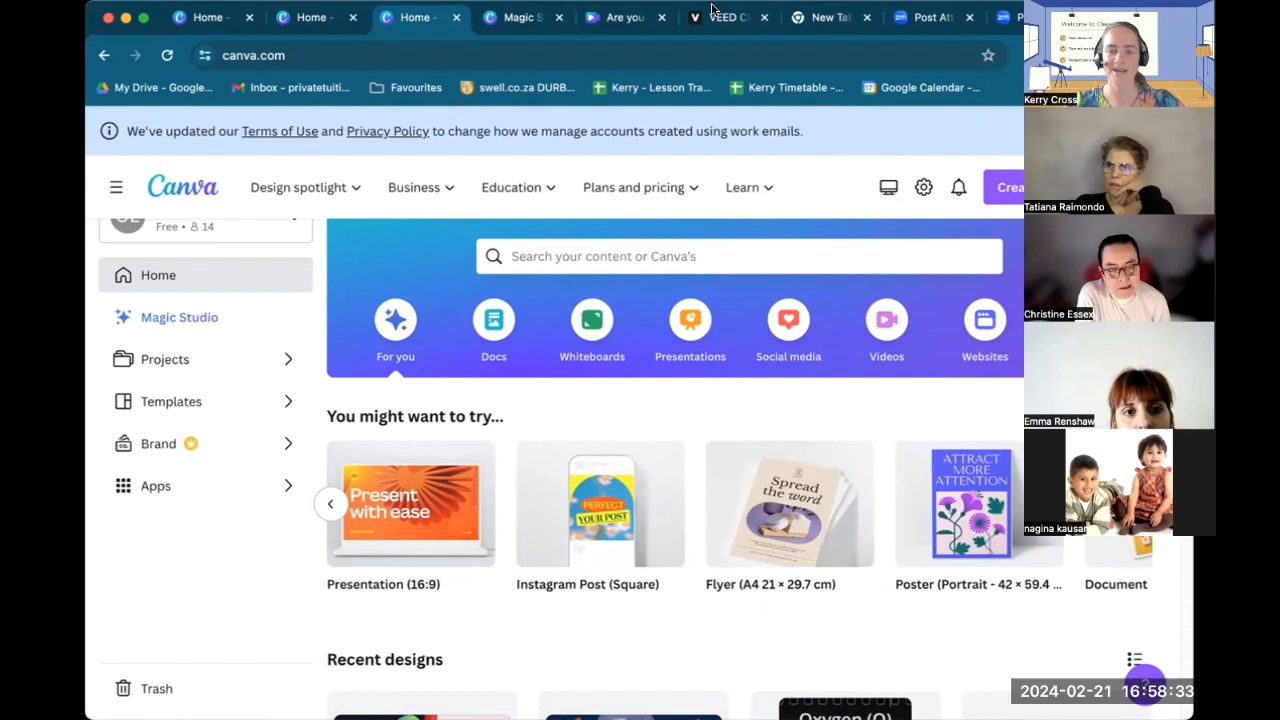 Home -
Home -
Home -
Magic S
Are you
VEED C
New Tal
Post Att
P
canva.com
My Drive - Google...
Inbox - privatetuiti...
Favourites
swell.co.za DURB...
Kerry - Lesson Tra...
Kerry Timetable -...
Google Calendar -...
We've updated our Terms of Use and Privacy Policy to change how we manage accounts created using work emails.
Canva
Design spotlight
Business
Education
Plans and pricing
Learn
Crea
Free • 14
Home
Magic Studio
Projects
Templates
Brand
Apps
Trash
Search your content or Canva's
For you
Docs
Whiteboards
Presentations
Social media
Videos
Websites
You might want to try...
Present
with ease
PERFECT
YOUR POST
Spread
the word
ATTRACT
MORE
ATTENTION
Presentation (16:9)
Instagram Post (Square)
Flyer (A4 21 × 29.7 cm)
Poster (Portrait - 42 × 59.4 ...
Document
Recent designs
Oxygen (O)
Welcome to Cla
Kerry Cross
Tatiana Raimondo
Christine Essex
Emma Renshaw
nagina kausar
2024-02-21 16:58:33